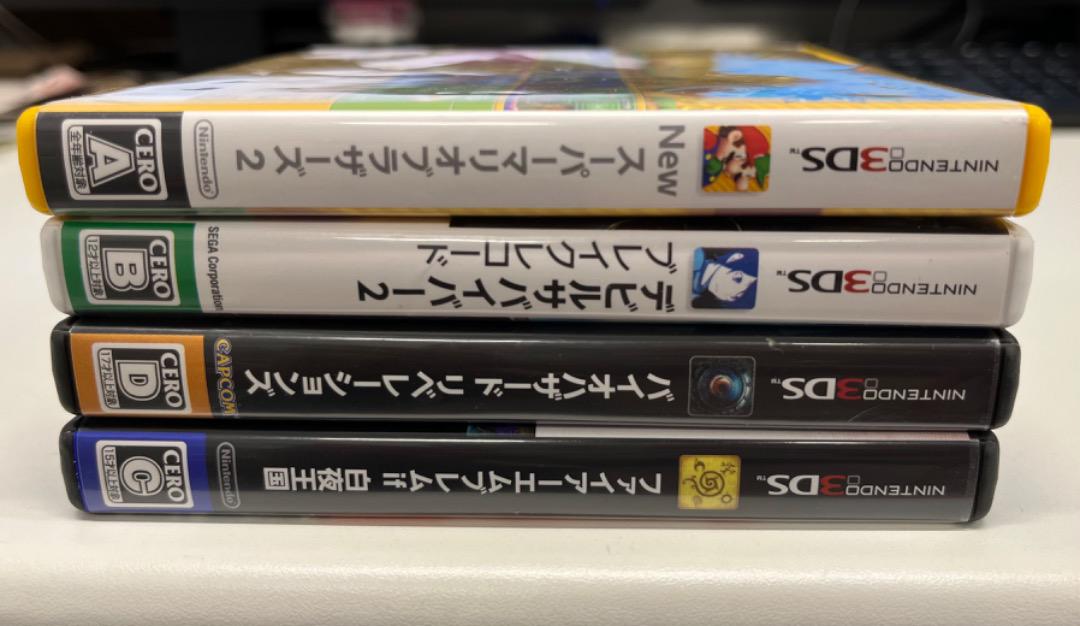 NINTENDO 3DS™
New
スーパーマリオブラザーズ 2
Nintendo
CERO
A
全年齢対象
NINTENDO 3DS™
デビルサバイバー2
ブレイクレコード
SEGA Corporation
CERO
B
12才以上対象
NINTENDO 3DS™
バイオハザード リベレーションズ
CAPCOM
CERO
D
17才以上対象
NINTENDO 3DS™
ファイアーエムブレムif 白夜王国
Nintendo
CERO
C
15才以上対象